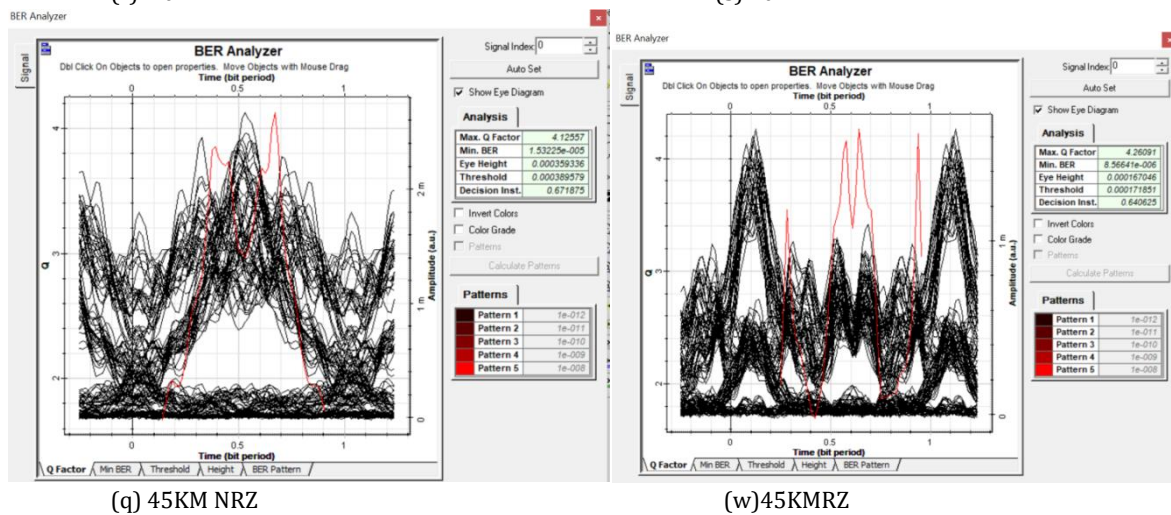 BER Analyzer
Signal
BER Analyzer
Dbl Click On Objects to open properties. Move Objects with Mouse Drag
Time (bit period)
0 0.5 1
Q
4
3
2
Amplitude (a.u.)
2 m
1 m
0
0 0.5 1
Time (bit period)
Q Factor Min BER Threshold Height BER Pattern
Signal Index: 0
Auto Set
Show Eye Diagram
Analysis
Max. Q Factor 4.12557
Min. BER 1.53225e-005
Eye Height 0.000359336
Threshold 0.000389579
Decision Inst. 0.671875
Invert Colors
Color Grade
Patterns
Calculate Patterns
Patterns
Pattern 1 1e-012
Pattern 2 1e-011
Pattern 3 1e-010
Pattern 4 1e-009
Pattern 5 1e-008
(q) 45KM NRZ
BER Analyzer
Signal
BER Analyzer
Dbl Click On Objects to open properties. Move Objects with Mouse Drag
Time (bit period)
0 0.5 1
Q
4
3
2
Amplitude (a.u.)
1 m
0
0 0.5 1
Time (bit period)
Q Factor Min BER Threshold Height BER Pattern
Signal Index: 0
Auto Set
Show Eye Diagram
Analysis
Max. Q Factor 4.26091
Min. BER 8.56641e-006
Eye Height 0.000167046
Threshold 0.000171851
Decision Inst. 0.640625
Invert Colors
Color Grade
Patterns
Calculate Patterns
Patterns
Pattern 1 1e-012
Pattern 2 1e-011
Pattern 3 1e-010
Pattern 4 1e-009
Pattern 5 1e-008
(w)45KMRZ